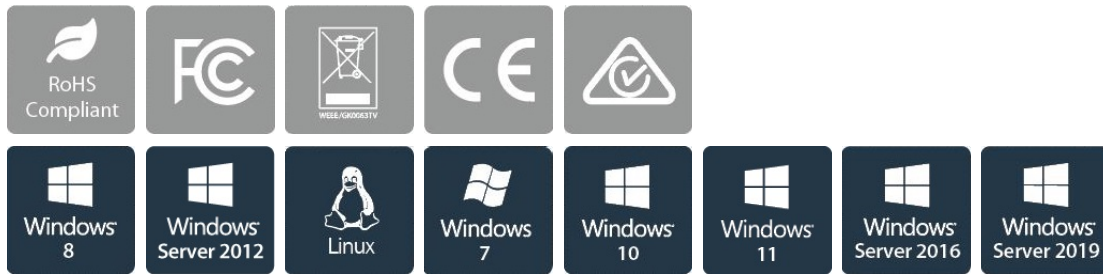 RoHS
Compliant
FC
WEEE/GK0063TV
CE
Windows
8
Windows
Server 2012
Linux
Windows
7
Windows
10
Windows
11
Windows
Server 2016
Windows
Server 2019